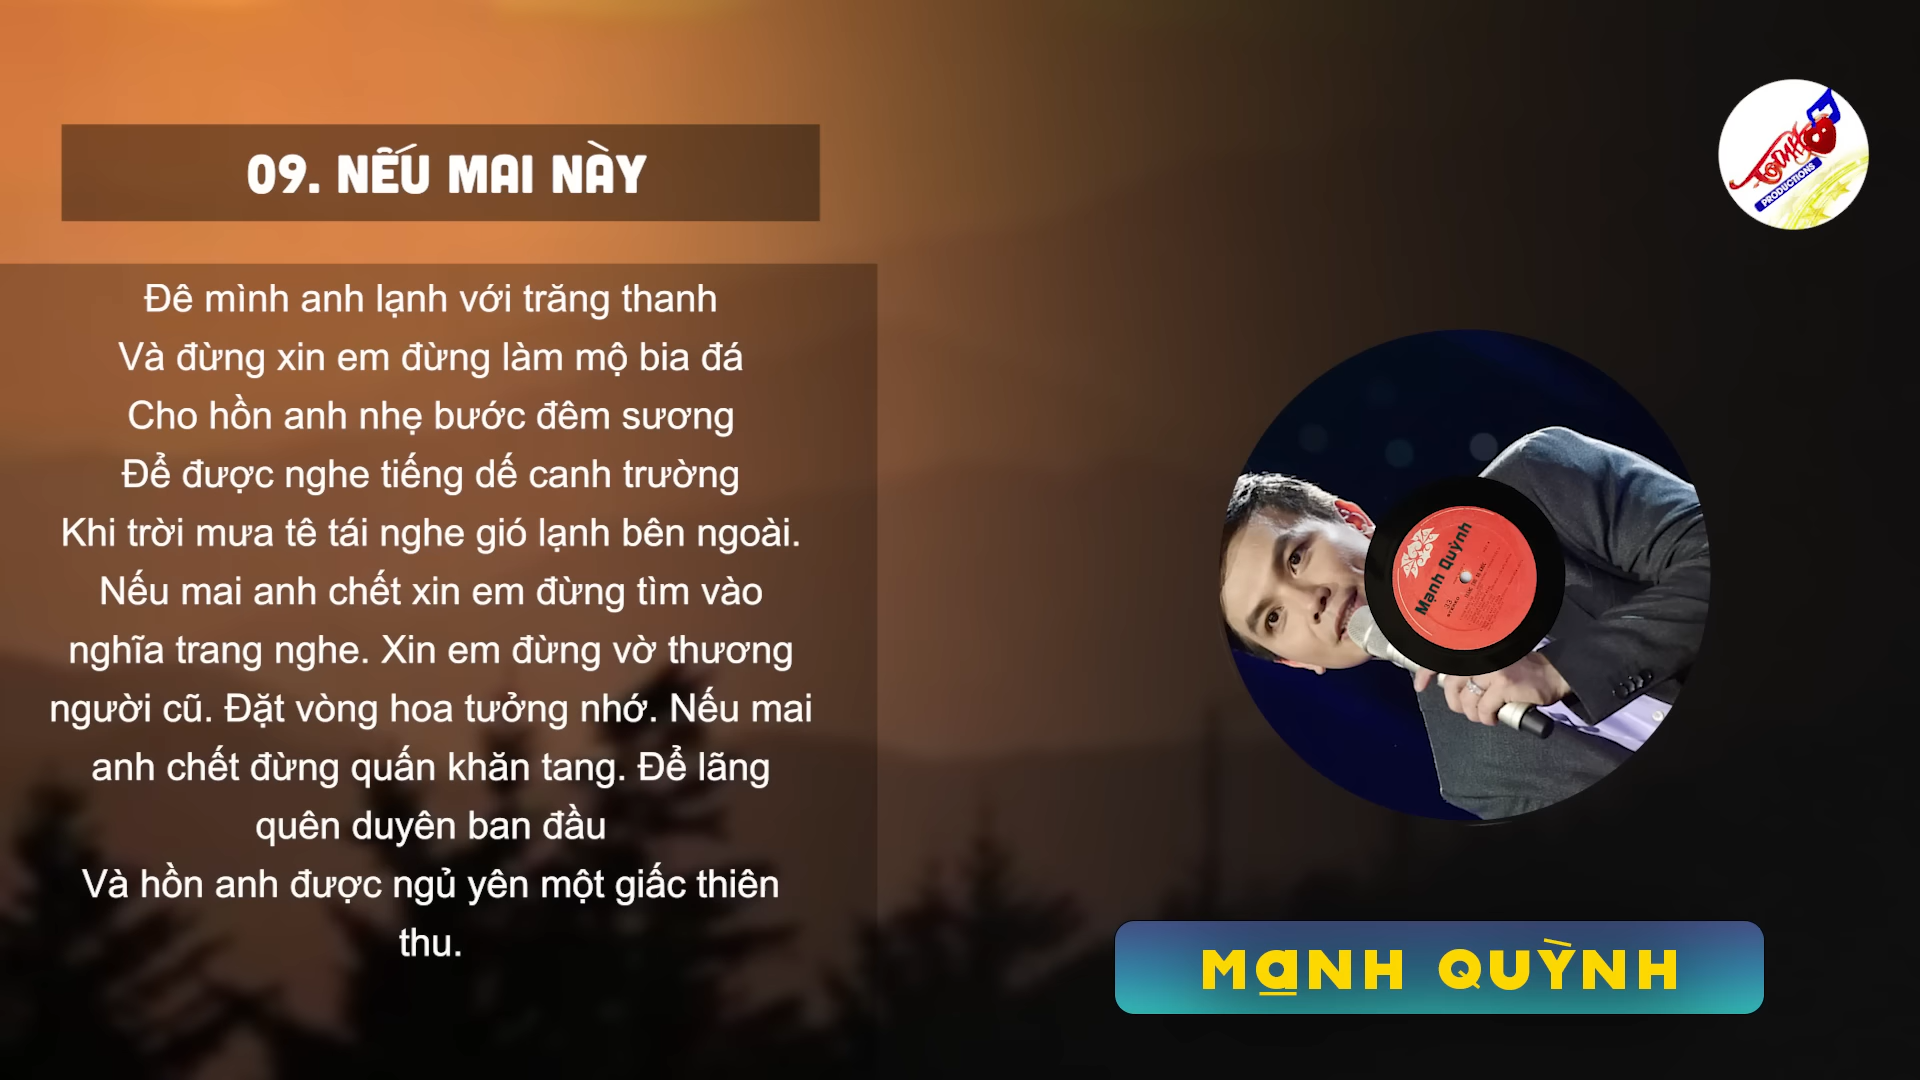 09. NẾU MAI NÀY
Đê mình anh lạnh với trăng thanh
Và đừng xin em đừng làm mộ bia đá
Cho hồn anh nhẹ bước đêm sương
Để được nghe tiếng dế canh trường
Khi trời mưa tê tái nghe gió lạnh bên ngoài.
Nếu mai anh chết xin em đừng tìm vào
nghĩa trang nghe. Xin em đừng vờ thương
người cũ. Đặt vòng hoa tưởng nhớ. Nếu mai
anh chết đừng quấn khăn tang. Để lãng
quên duyên ban đầu
Và hồn anh được ngủ yên một giấc thiên
thu.
PRODUCTIONS
Mạnh Quỳnh
MẠNH QUỲNH